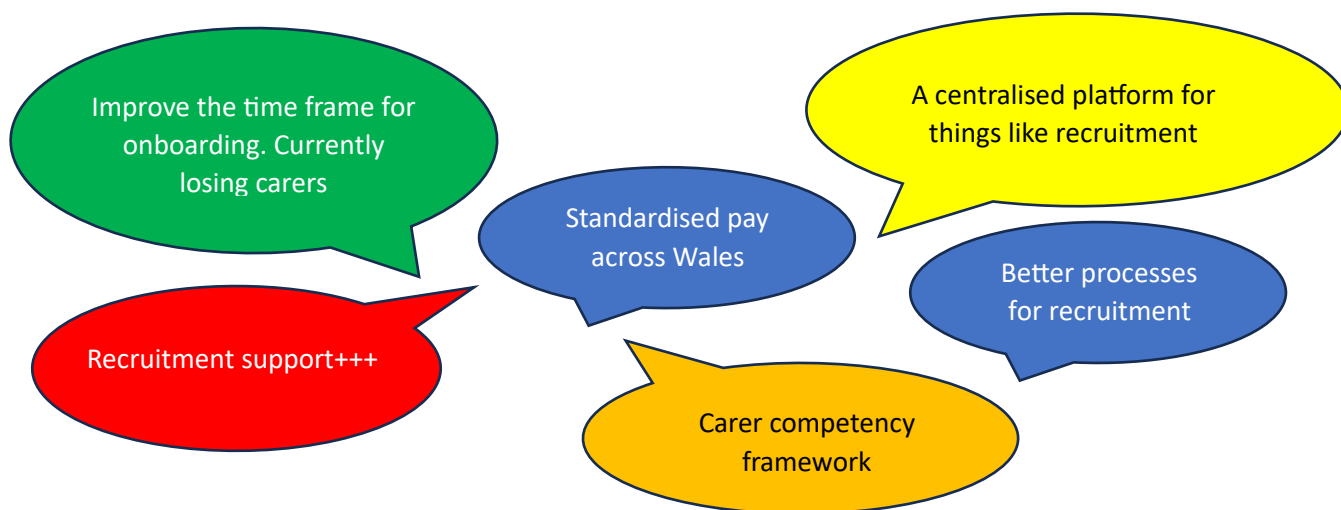 Improve the time frame for
onboarding. Currently
losing carers
A centralised platform for
things like recruitment
Standardised pay
across Wales
Better processes
for recruitment
Recruitment support+++
Carer competency
framework